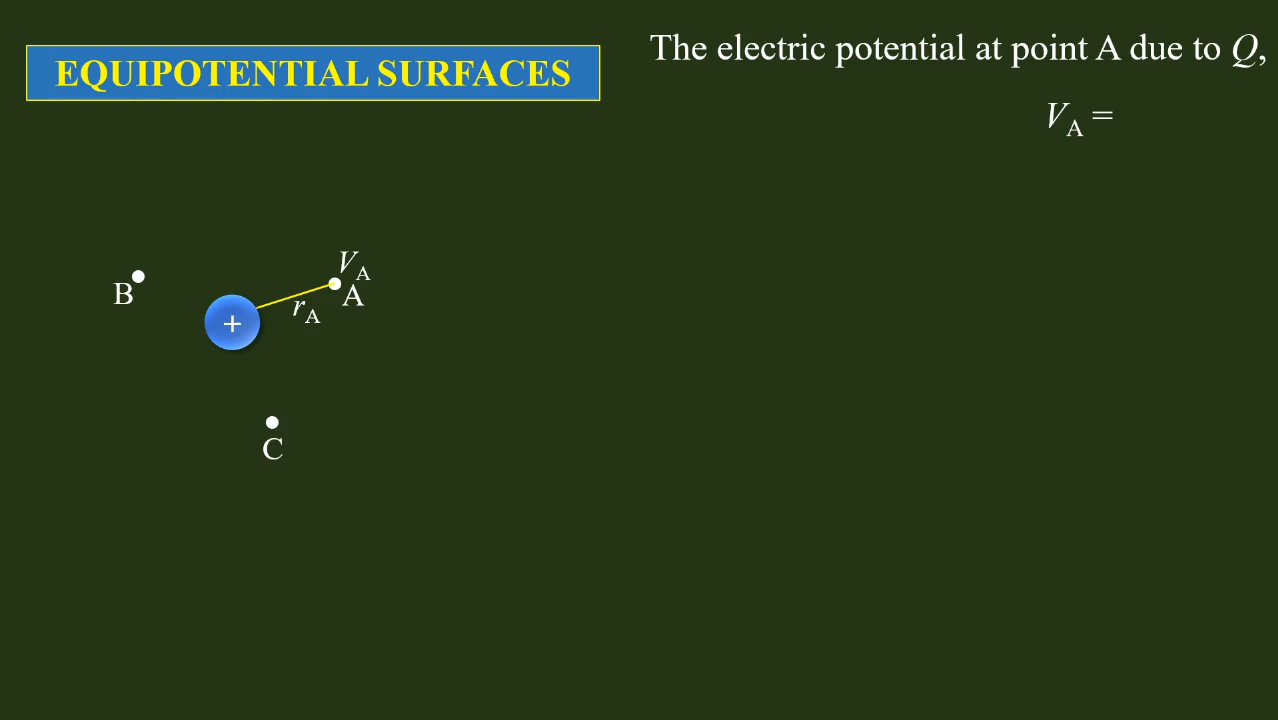 EQUIPOTENTIAL SURFACES
The electric potential at point A due to Q,
V_A =
V_A
B
A
r_A
+
C